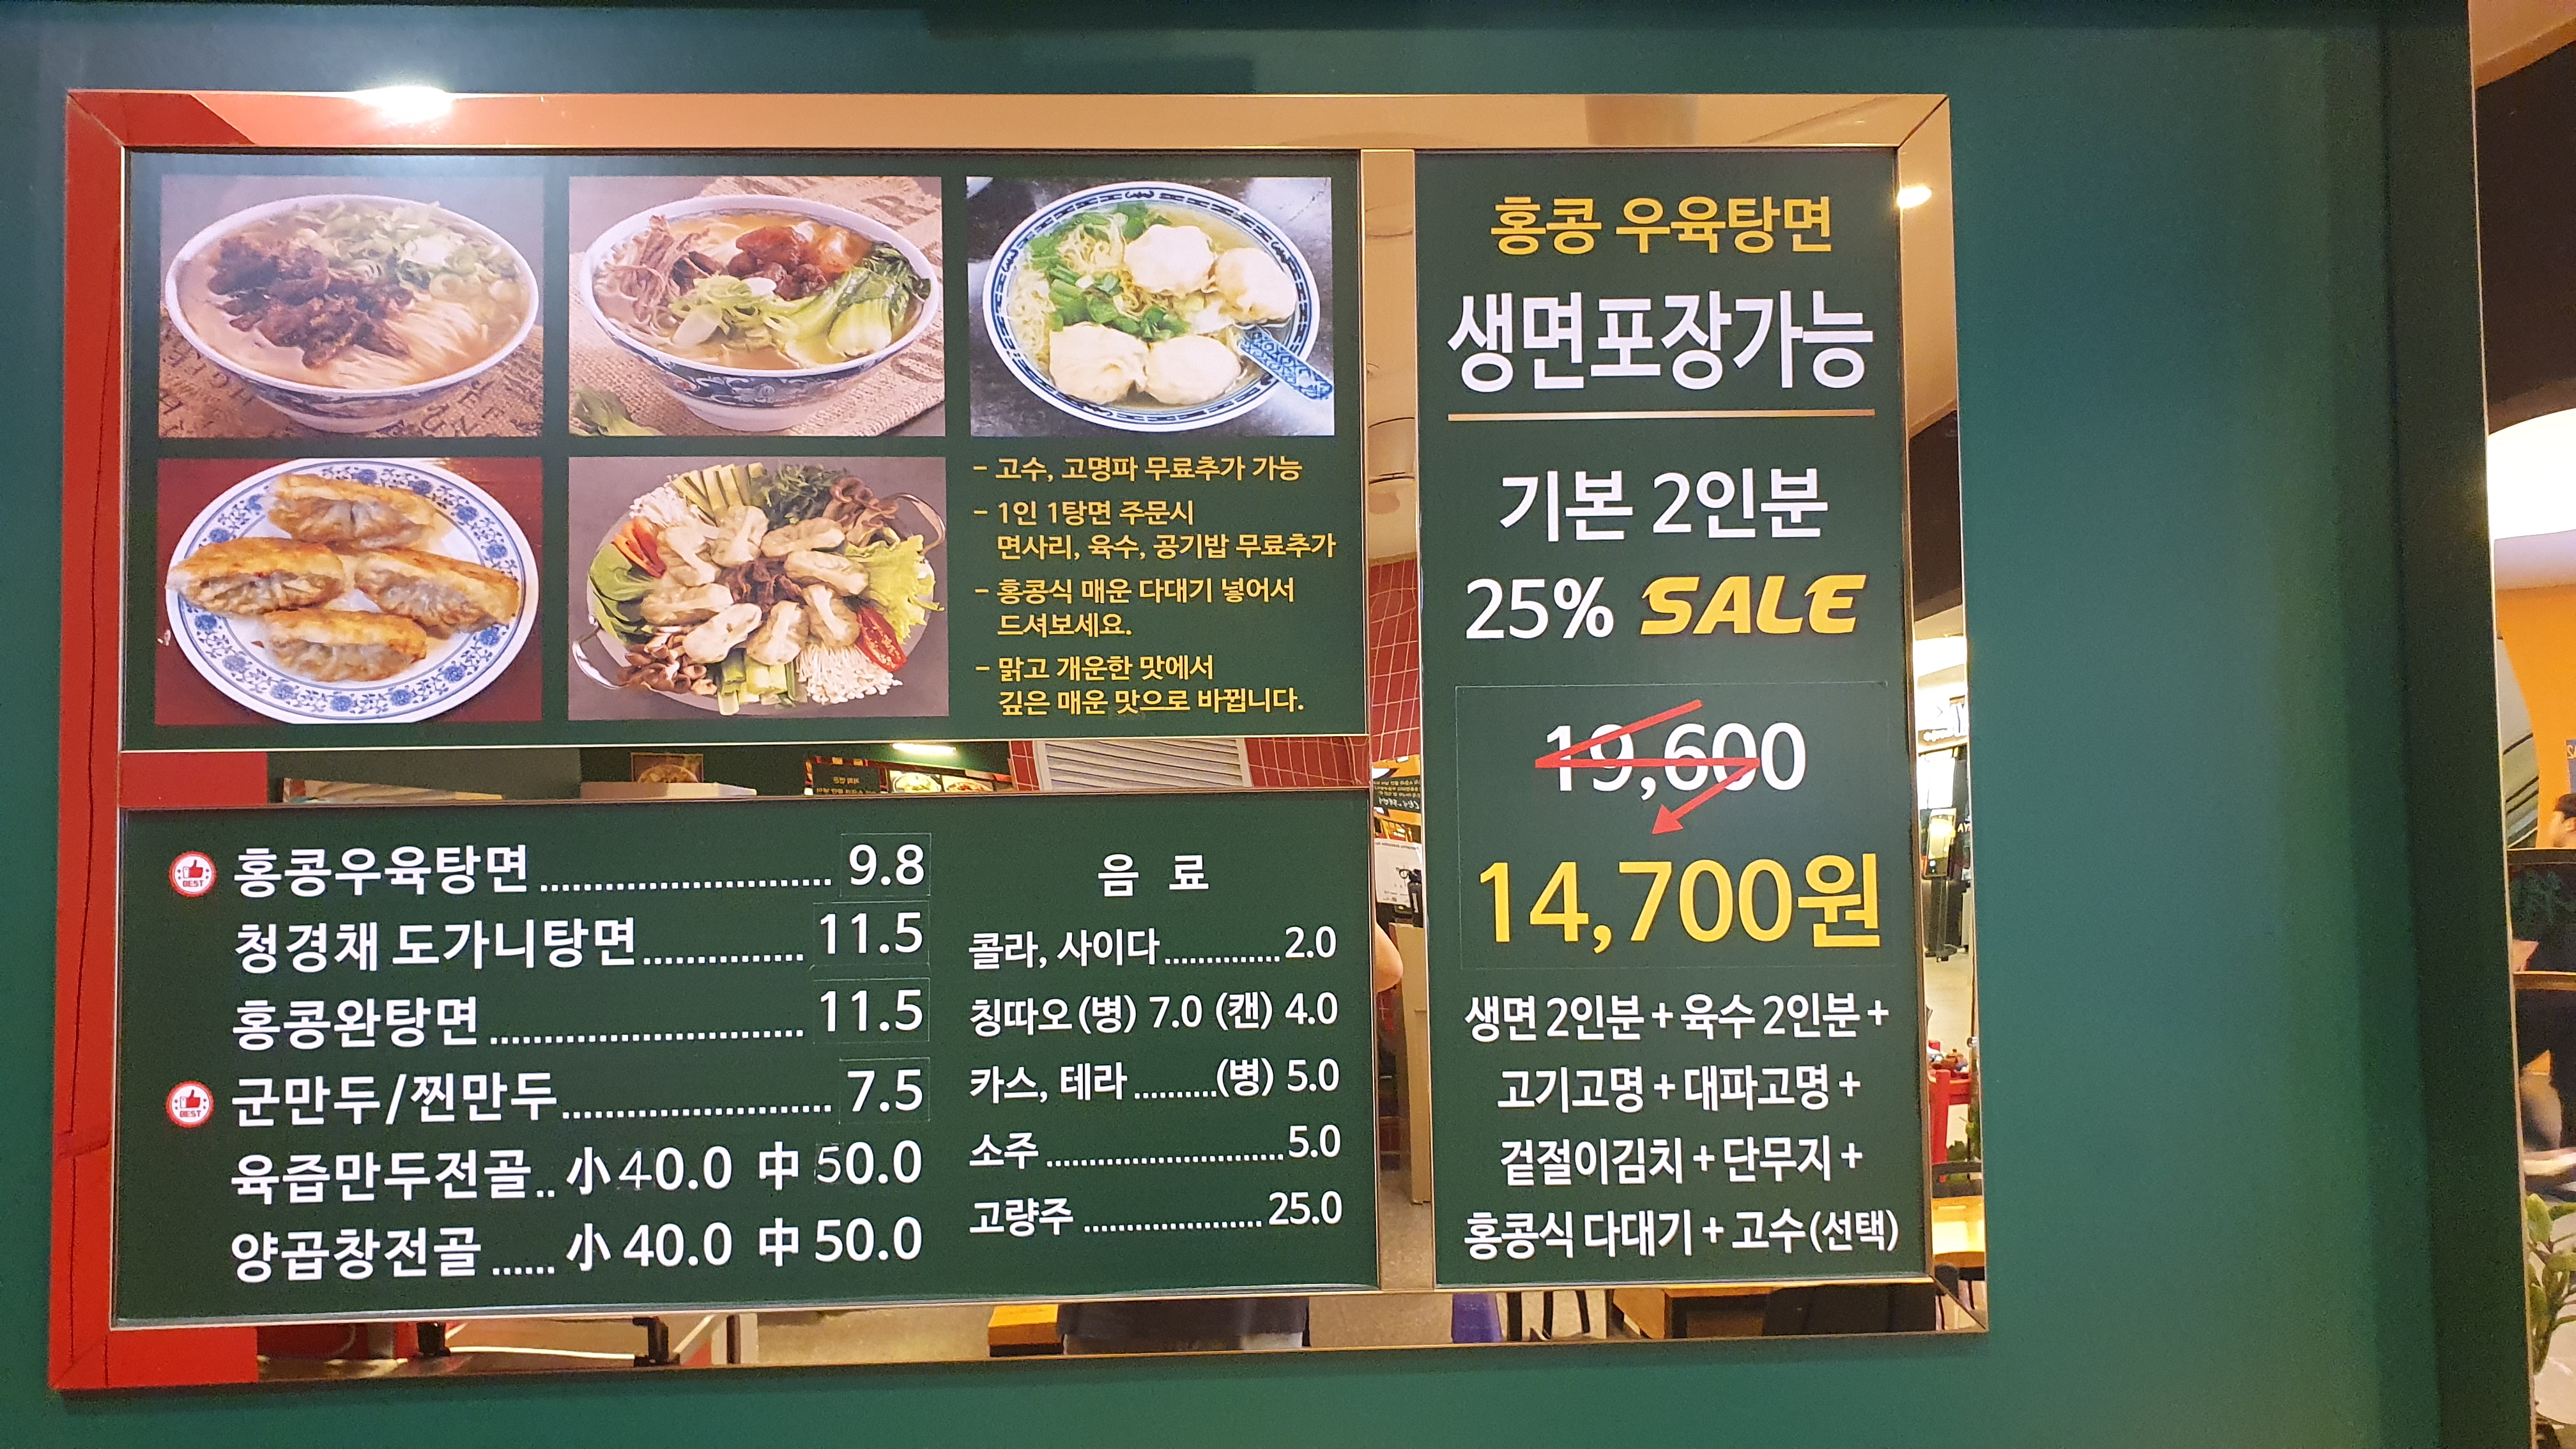 - 고수, 고명파 무료추가 가능
- 1인 1탕면 주문시
면사리, 육수, 공기밥 무료추가
- 홍콩식 매운 다대기 넣어서
드셔보세요.
- 맑고 개운한 맛에서
깊은 매운 맛으로 바뀝니다.
BEST 홍콩우육탕면 ........................... 9.8
청경채 도가니탕면............... 11.5
홍콩완탕면 ............................. 11.5
BEST 군만두/찐만두......................... 7.5
육즙만두전골.. 小 40.0 中 50.0
양곱창전골 ...... 小 40.0 中 50.0
음 료
콜라, 사이다..............2.0
칭따오(병) 7.0 (캔) 4.0
카스, 테라..........(병) 5.0
소주 ............................5.0
고량주 .....................25.0
홍콩 우육탕면
생면포장가능
기본 2인분
25% SALE
19,600
14,700원
생면 2인분 + 육수 2인분 +
고기고명 + 대파고명 +
겉절이김치 + 단무지 +
홍콩식 다대기 + 고수(선택)